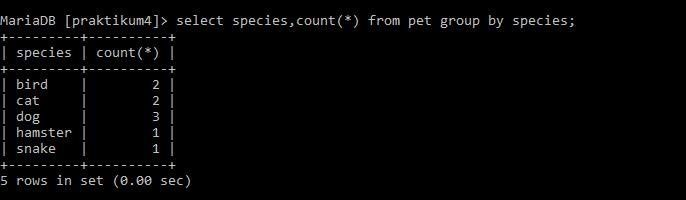 MariaDB [praktikum4]> select species,count(*) from pet group by species;
+---------+----------+
| species | count(*) |
+---------+----------+
| bird    |        2 |
| cat     |        2 |
| dog     |        3 |
| hamster |        1 |
| snake   |        1 |
+---------+----------+
5 rows in set (0.00 sec)